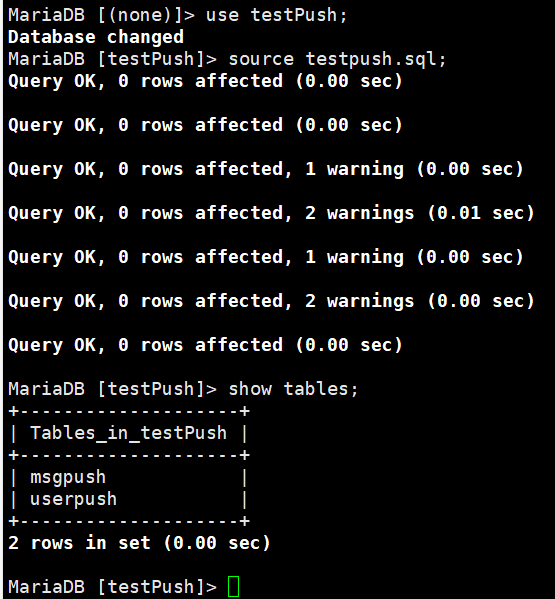 MariaDB [(none)]> use testPush;
Database changed
MariaDB [testPush]> source testpush.sql;
Query OK, 0 rows affected (0.00 sec)
Query OK, 0 rows affected (0.00 sec)
Query OK, 0 rows affected, 1 warning (0.00 sec)
Query OK, 0 rows affected, 2 warnings (0.01 sec)
Query OK, 0 rows affected, 1 warning (0.00 sec)
Query OK, 0 rows affected, 2 warnings (0.00 sec)
Query OK, 0 rows affected (0.00 sec)
MariaDB [testPush]> show tables;
+--------------------+
| Tables_in_testPush |
+--------------------+
| msgpush            |
| userpush           |
+--------------------+
2 rows in set (0.00 sec)
MariaDB [testPush]>